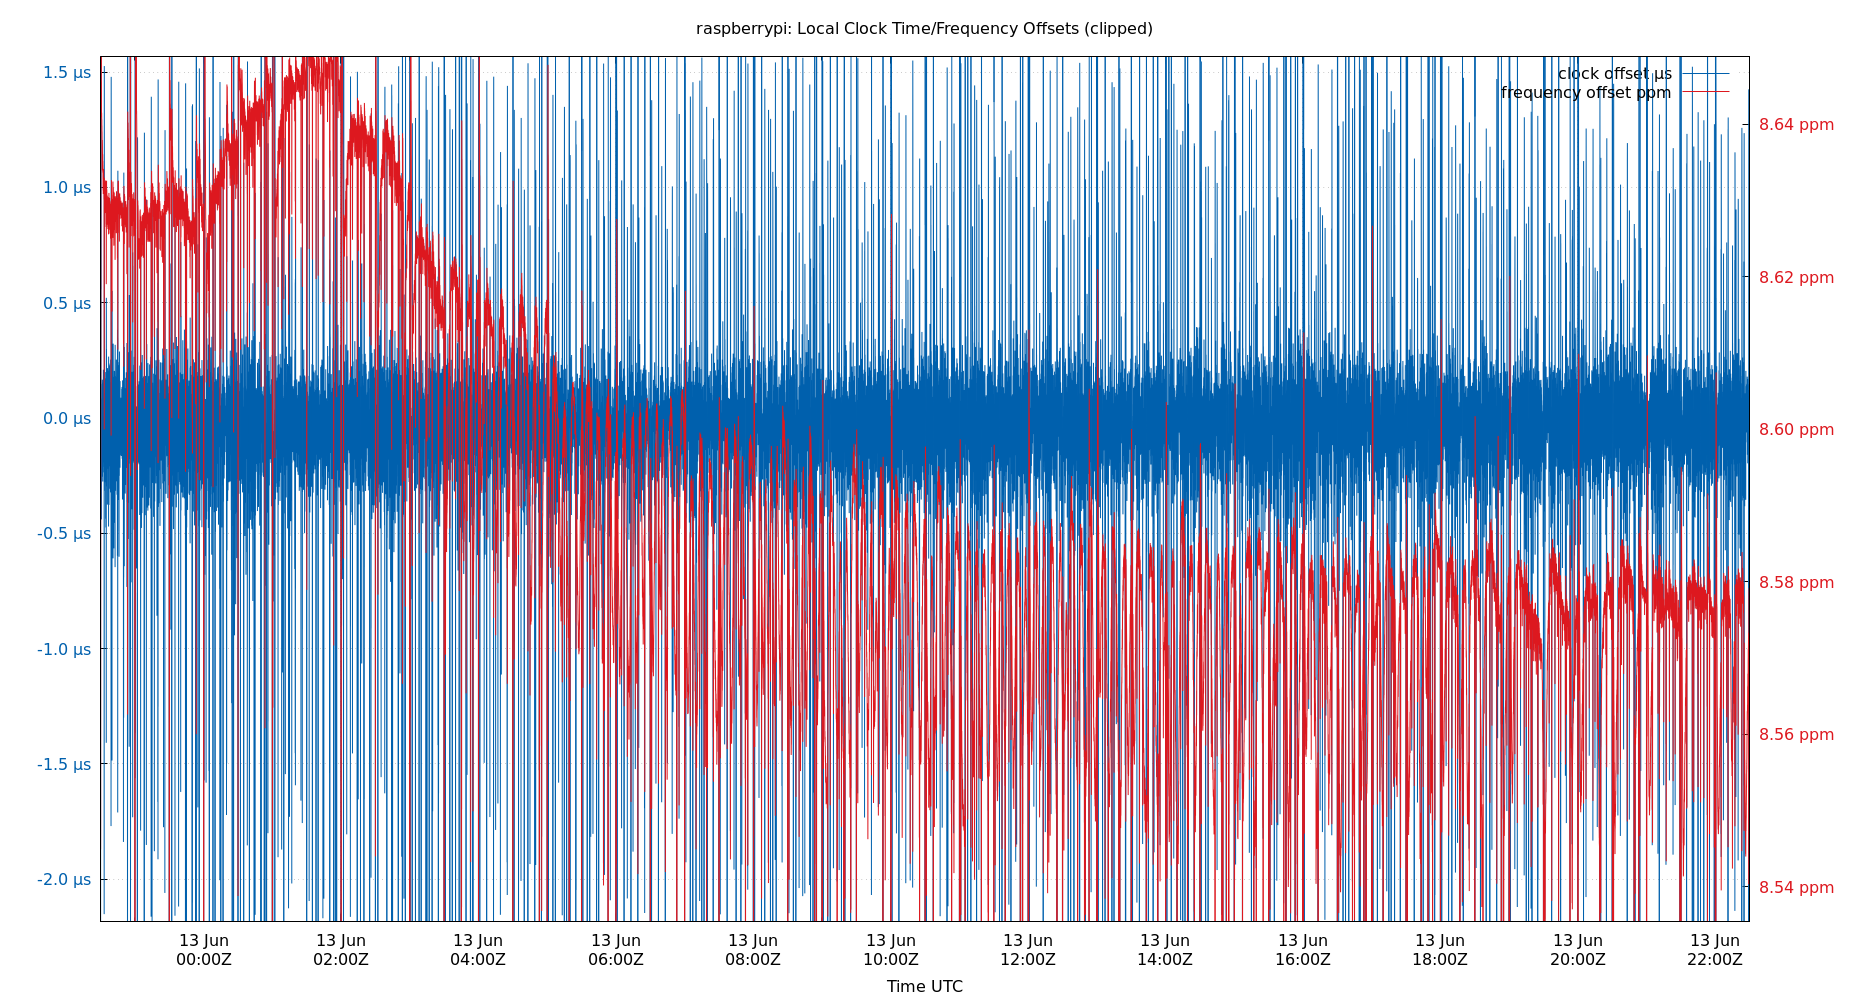 raspberrypi: Local Clock Time/Frequency Offsets (clipped)
clock offset µs
frequency offset ppm
1.5 µs
1.0 µs
0.5 µs
0.0 µs
-0.5 µs
-1.0 µs
-1.5 µs
-2.0 µs
8.64 ppm
8.62 ppm
8.60 ppm
8.58 ppm
8.56 ppm
8.54 ppm
13 Jun 13 Jun 13 Jun 13 Jun 13 Jun 13 Jun 13 Jun 13 Jun 13 Jun 13 Jun 13 Jun 13 Jun
00:00Z 02:00Z 04:00Z 06:00Z 08:00Z 10:00Z 12:00Z 14:00Z 16:00Z 18:00Z 20:00Z 22:00Z
Time UTC